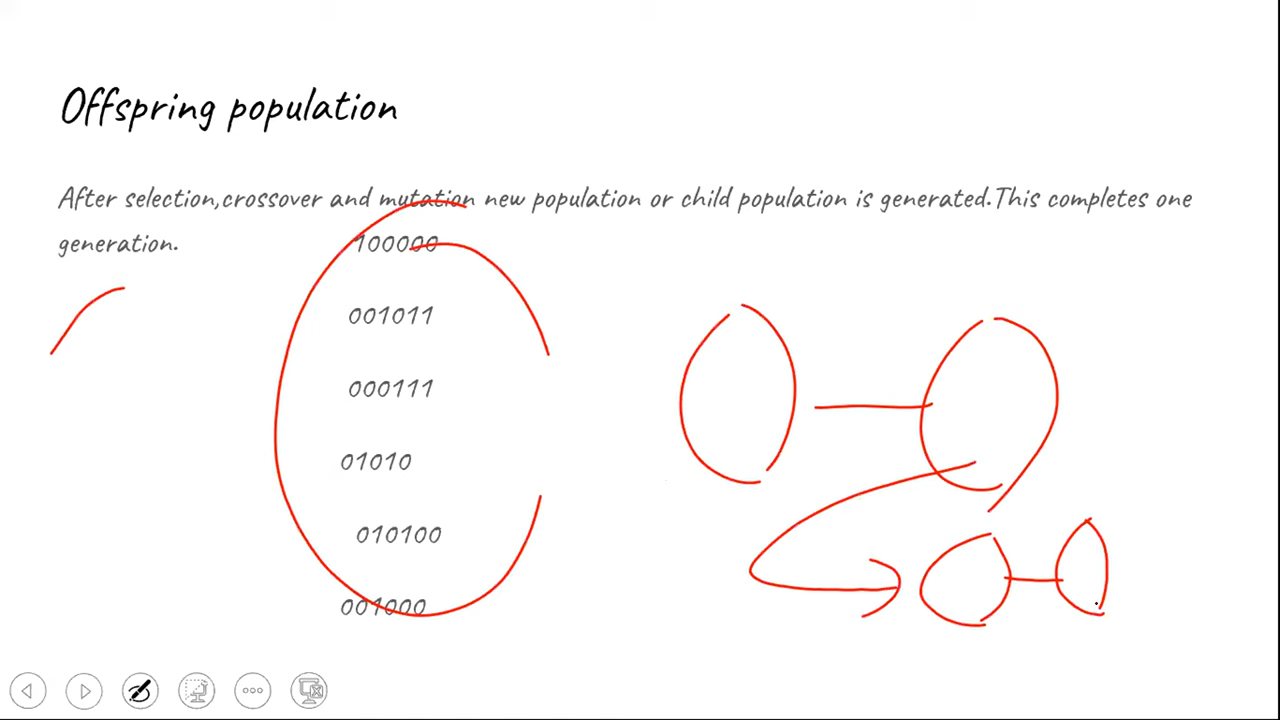 Offspring population
After selection,crossover and mutation new population or child population is generated.This completes one
generation.
100000
001011
000111
01010
010100
001000